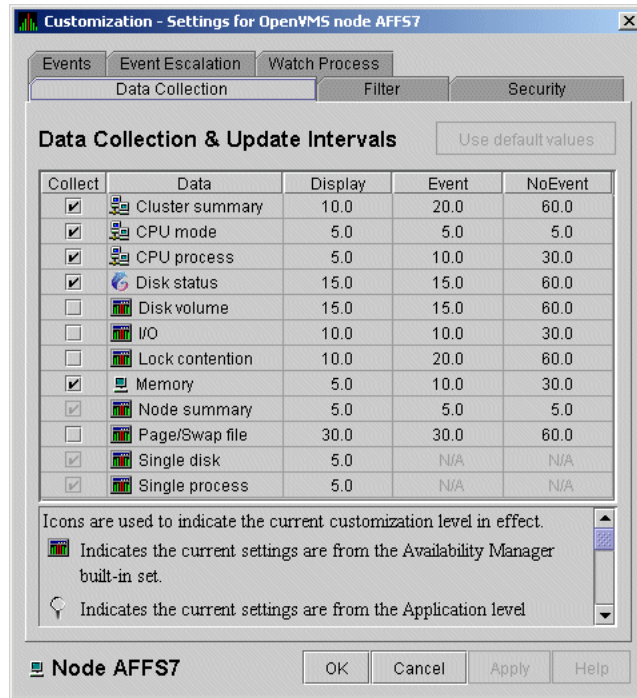 Customization - Settings for OpenVMS node AFFS7
Events Event Escalation Watch Process
Data Collection Filter Security
Data Collection & Update Intervals Use default values
Collect Data Display Event NoEvent
Cluster summary 10.0 20.0 60.0
CPU mode 5.0 5.0 5.0
CPU process 5.0 10.0 30.0
Disk status 15.0 15.0 60.0
Disk volume 15.0 15.0 60.0
I/O 10.0 10.0 30.0
Lock contention 10.0 20.0 60.0
Memory 5.0 10.0 30.0
Node summary 5.0 5.0 5.0
Page/Swap file 30.0 30.0 60.0
Single disk 5.0 N/A N/A
Single process 5.0 N/A N/A
Icons are used to indicate the current customization level in effect.
Indicates the current settings are from the Availability Manager
built-in set.
Indicates the current settings are from the Application level
Node AFFS7 OK Cancel Apply Help